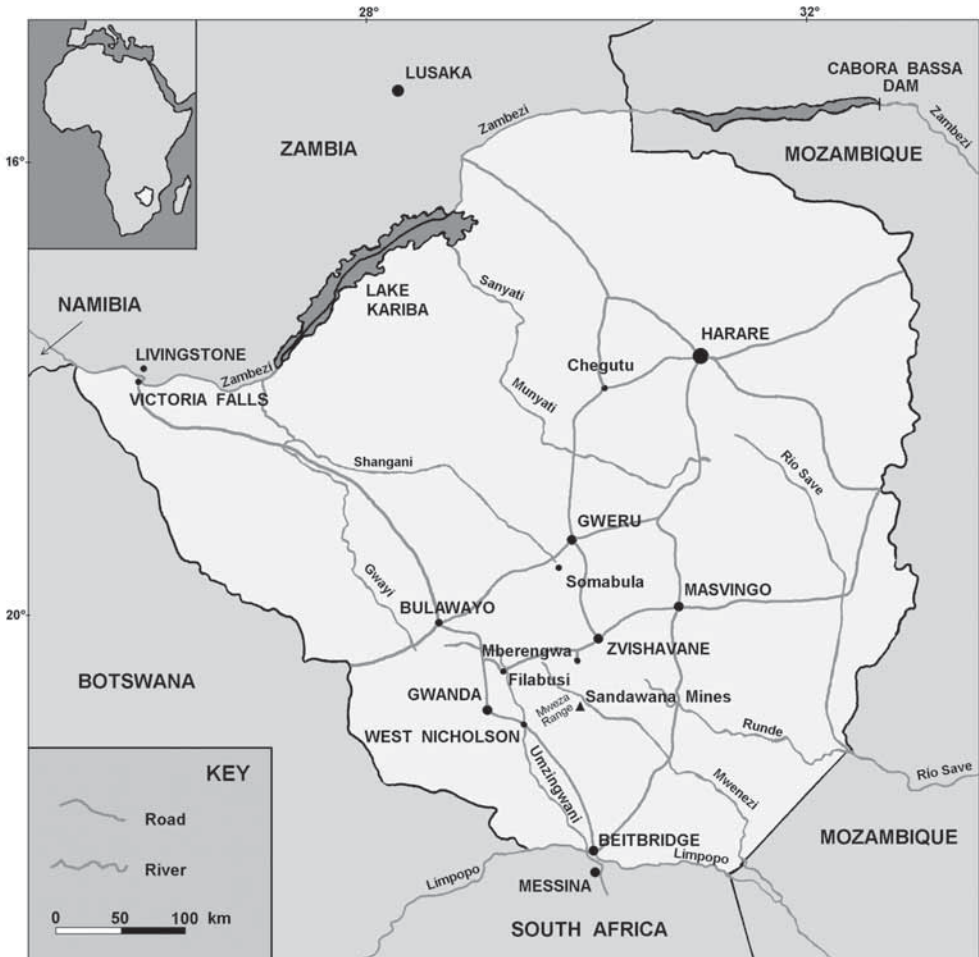 28°
32°
LUSAKA
CABORA BASSA
DAM
Zambezi
Zambezi
ZAMBIA
MOZAMBIQUE
16°
Sanyati
LAKE
KARIBA
NAMIBIA
HARARE
LIVINGSTONE
Chegutu
Zambezi
VICTORIA FALLS
Munyati
Shangani
Rio Save
GWERU
Gwayi
Somabula
MASVINGO
BULAWAYO
20°
Mberengwa
ZVISHAVANE
Filabusi
BOTSWANA
GWANDA
Mweza
Range
Sandawana Mines
WEST NICHOLSON
Runde
Umzingwani
Mwenezi
Rio Save
KEY
Road
River
0 50 100 km
BEITBRIDGE
MOZAMBIQUE
Limpopo
Limpopo
MESSINA
SOUTH AFRICA